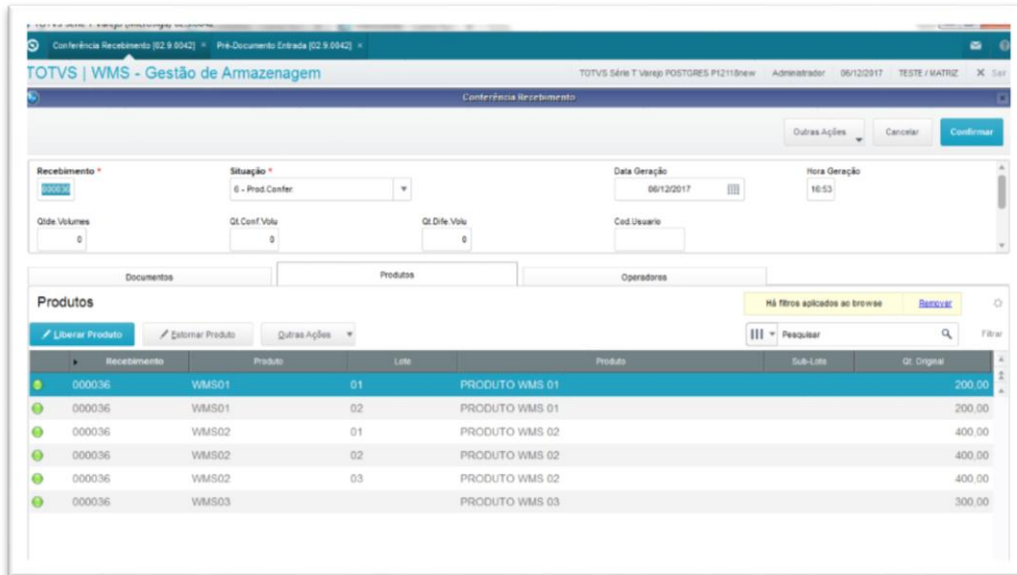 Conferência Recebimento [02.9.0042] × Pré-Documento Entrada [02.9.0042] ×
TOTVS | WMS - Gestão de Armazenagem TOTVS Série T Varejo POSTGRES P12118new Administrador 06/12/2017 TESTE / MATRIZ X Sair
Conferência Recebimento
Outras Ações Cancelar Confirmar
Recebimento * Situação * Data Geração Hora Geração
000036 6 - Prod.Confer. 06/12/2017 16:53
Qtde.Volumes Qt.Conf.Volu Qt.Dife.Volu Cod.Usuario
0 0 0
Documentos Produtos Operadores
Produtos Há filtros aplicados ao browse Remover
Liberar Produto Estornar Produto Outras Ações Pesquisar Filtrar
Recebimento Produto Lote Produto Sub-Lote Qt. Original
000036 WMS01 01 PRODUTO WMS 01 200,00
000036 WMS01 02 PRODUTO WMS 01 200,00
000036 WMS02 01 PRODUTO WMS 02 400,00
000036 WMS02 02 PRODUTO WMS 02 400,00
000036 WMS02 03 PRODUTO WMS 02 400,00
000036 WMS03 PRODUTO WMS 03 300,00